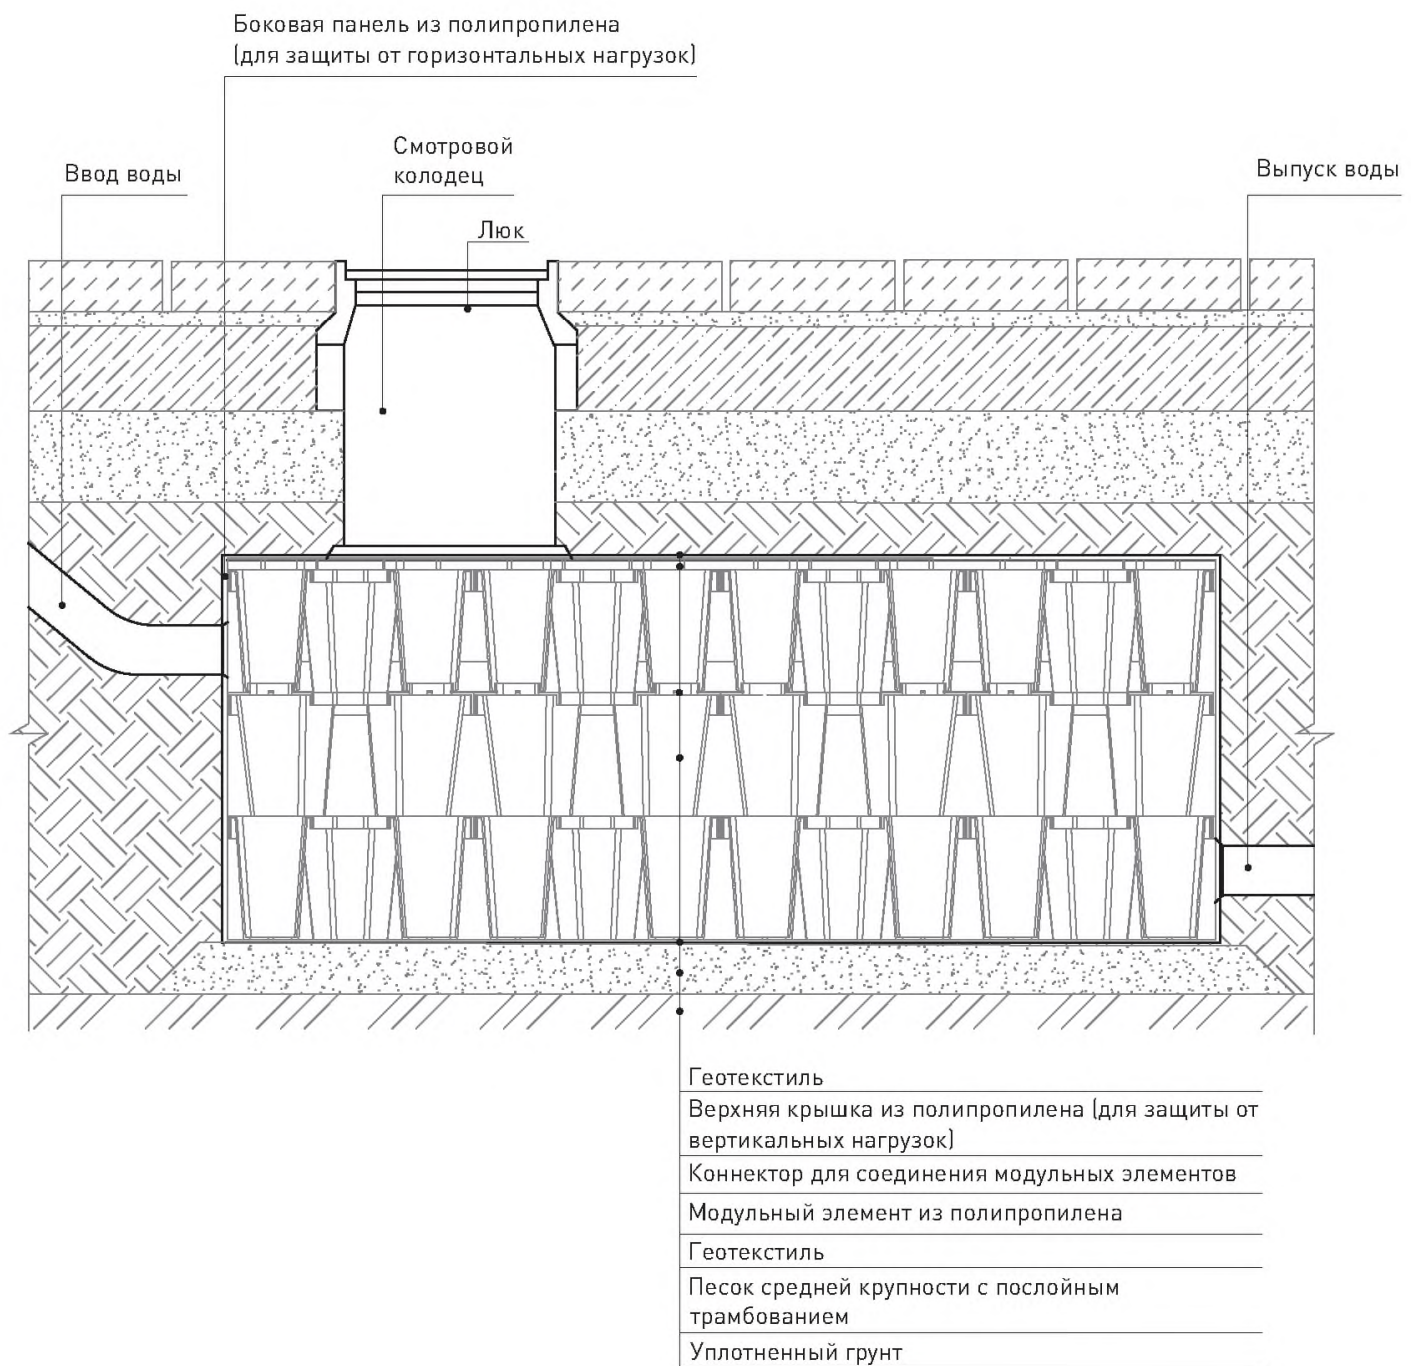 Боковая панель из полипропилена
(для защиты от горизонтальных нагрузок)
Смотровой
колодец
Ввод воды
Выпуск воды
Люк
Геотекстиль
Верхняя крышка из полипропилена (для защиты от
вертикальных нагрузок)
Коннектор для соединения модульных элементов
Модульный элемент из полипропилена
Геотекстиль
Песок средней крупности с послойным
трамбованием
Уплотненный грунт